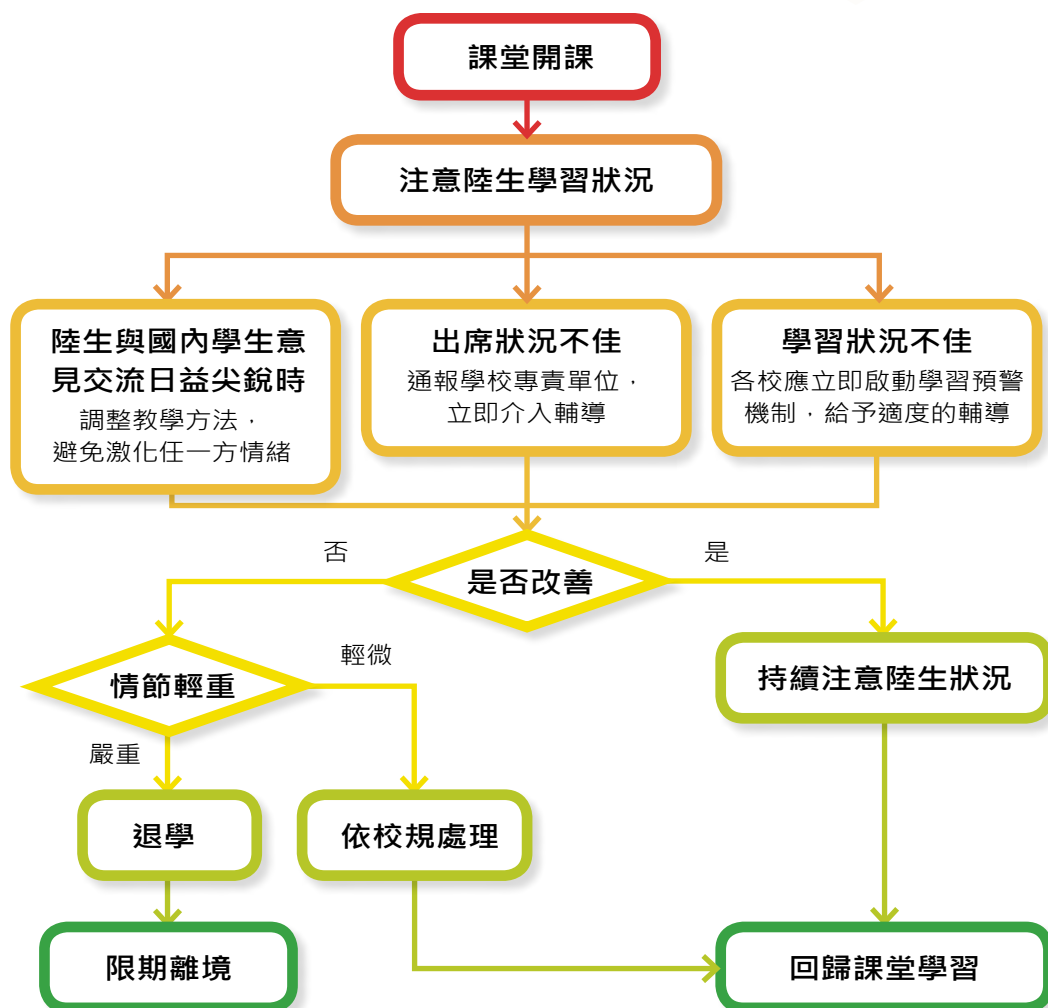 課堂開課
注意陸生學習狀況
陸生與國內學生意
見交流日益尖銳時
調整教學方法，
避免激化任一方情緒
出席狀況不佳
通報學校專責單位，
立即介入輔導
學習狀況不佳
各校應立即啟動學習預警
機制，給予適度的輔導
否
是否改善
是
情節輕重
輕微
持續注意陸生狀況
嚴重
退學
依校規處理
限期離境
回歸課堂學習